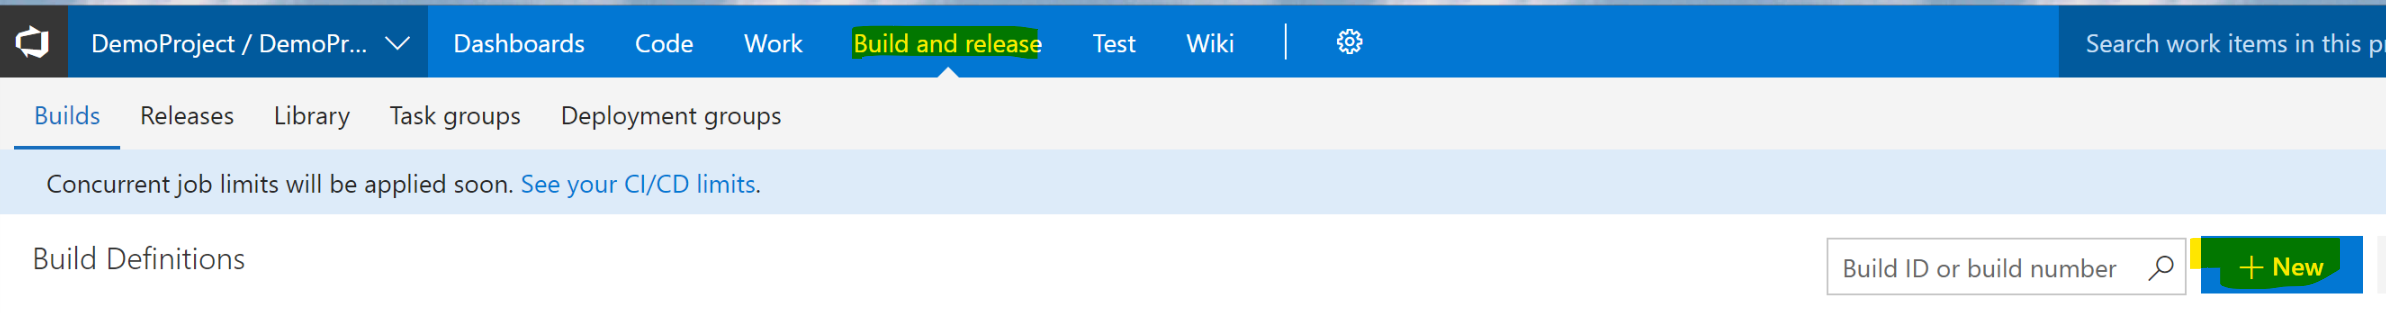 DemoProject / DemoPr... Dashboards Code Work Build and release Test Wiki Search work items in this p
Builds Releases Library Task groups Deployment groups
Concurrent job limits will be applied soon. See your CI/CD limits.
Build Definitions Build ID or build number + New